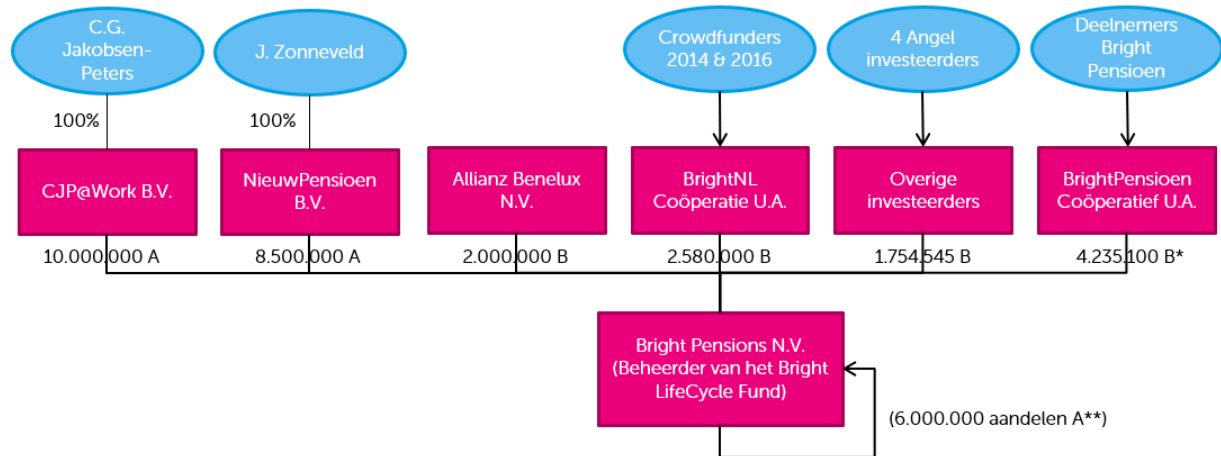 C.G.
Jakobsen-
Peters
J. Zonneveld
Crowdfunders
2014 & 2016
4 Angel
investeerders
Deelnemers
Bright
Pensioen
100%
100%
CJP@Work B.V.
NieuwPensioen
B.V.
Allianz Benelux
N.V.
BrightNL
Coöperatie U.A.
Overige
investeerders
BrightPensioen
Coöperatief U.A.
10.000.000 A
8.500.000 A
2.000.000 B
2.580.000 B
1.754.545 B
4.235.100 B*
Bright Pensions N.V.
(Beheerder van het Bright
LifeCycle Fund)
(6.000.000 aandelen A**)